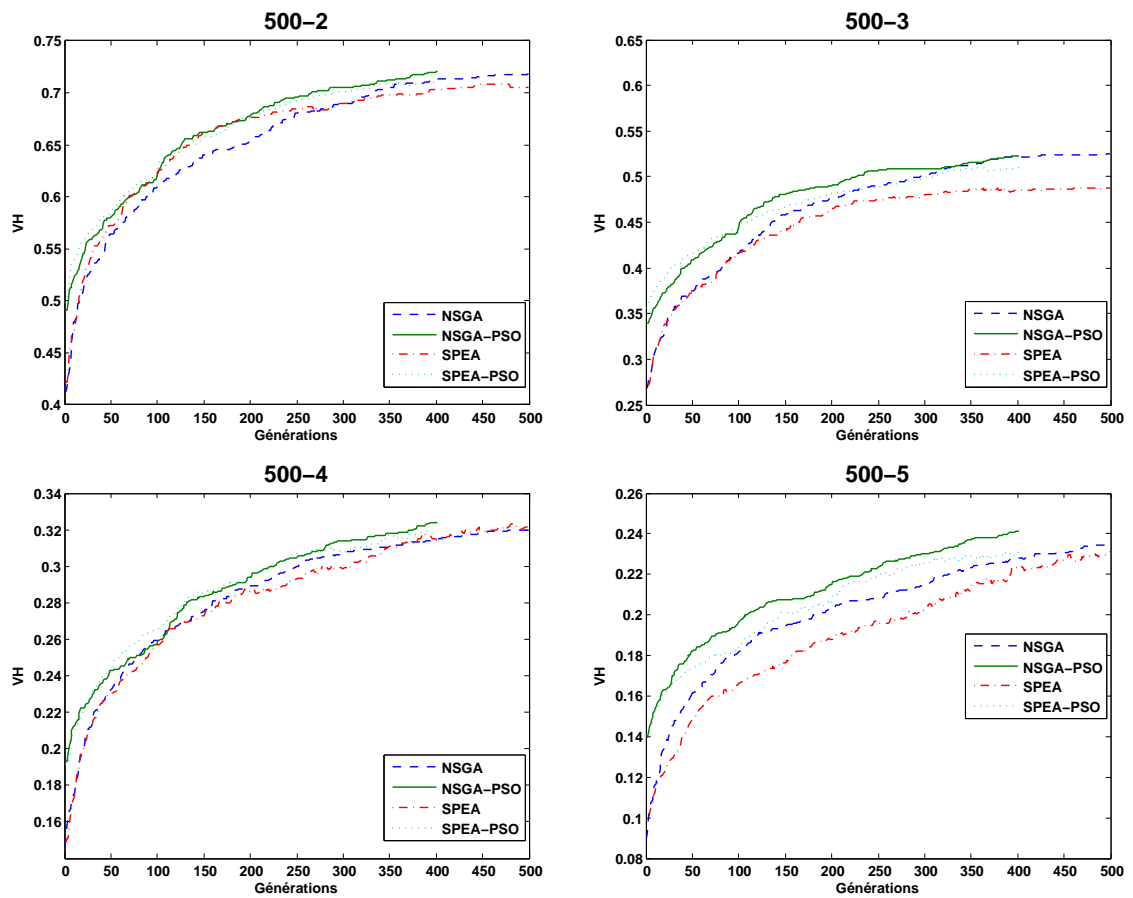 500−2
0.75
0.7
0.65
0.6
0.55
0.5
0.45
0.4
VH
0 50 100 150 200 250 300 350 400 450 500
Générations
NSGA
NSGA−PSO
SPEA
SPEA−PSO
500−3
0.65
0.6
0.55
0.5
0.45
0.4
0.35
0.3
0.25
VH
0 50 100 150 200 250 300 350 400 450 500
Générations
NSGA
NSGA−PSO
SPEA
SPEA−PSO
500−4
0.34
0.32
0.3
0.28
0.26
0.24
0.22
0.2
0.18
0.16
VH
0 50 100 150 200 250 300 350 400 450 500
Générations
NSGA
NSGA−PSO
SPEA
SPEA−PSO
500−5
0.26
0.24
0.22
0.2
0.18
0.16
0.14
0.12
0.1
0.08
VH
0 50 100 150 200 250 300 350 400 450 500
Générations
NSGA
NSGA−PSO
SPEA
SPEA−PSO